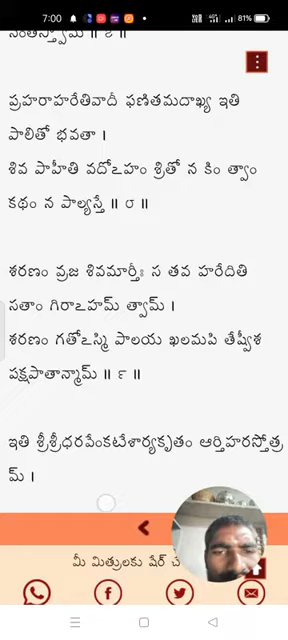 7:00
81%
ప్రహరాహరేతివాదీ ఫణితమదాఖ్య ఇతి
పాలితో భవతా ।
శివ పాహీతి వదోఽహం శ్రితో న కిం త్వాం
కథం న పాల్యస్తే ॥ ౮ ॥
శరణం వ్రజ శివమార్తీః స తవ హరేదితి
సతాం గిరాఽహమ్ త్వామ్ ।
శరణం గతోఽస్మి పాలయ ఖలమపి తేష్వీశ
పక్షపాతాన్మామ్ ॥ ౯ ॥
ఇతి శ్రీశ్రీధరవేంకటేశార్యకృతం ఆర్తిహరస్తోత్ర
మ్ ।
మీ మిత్రులకు షేర్